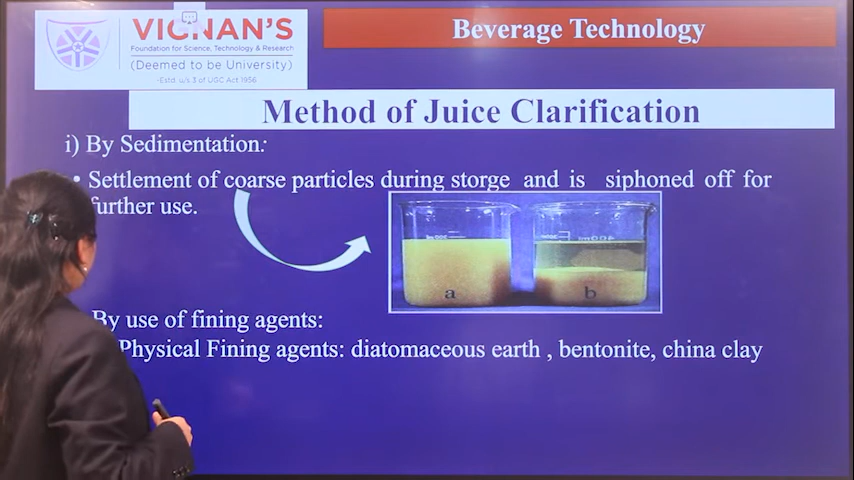 VIGNAN'S
Foundation for Science, Technology & Research
(Deemed to be University)
-Estd. u/s 3 of UGC Act 1956
Beverage Technology
Method of Juice Clarification
i) By Sedimentation:
• Settlement of coarse particles during storge and is siphoned off for
further use.
a
b
By use of fining agents:
Physical Fining agents: diatomaceous earth , bentonite, china clay